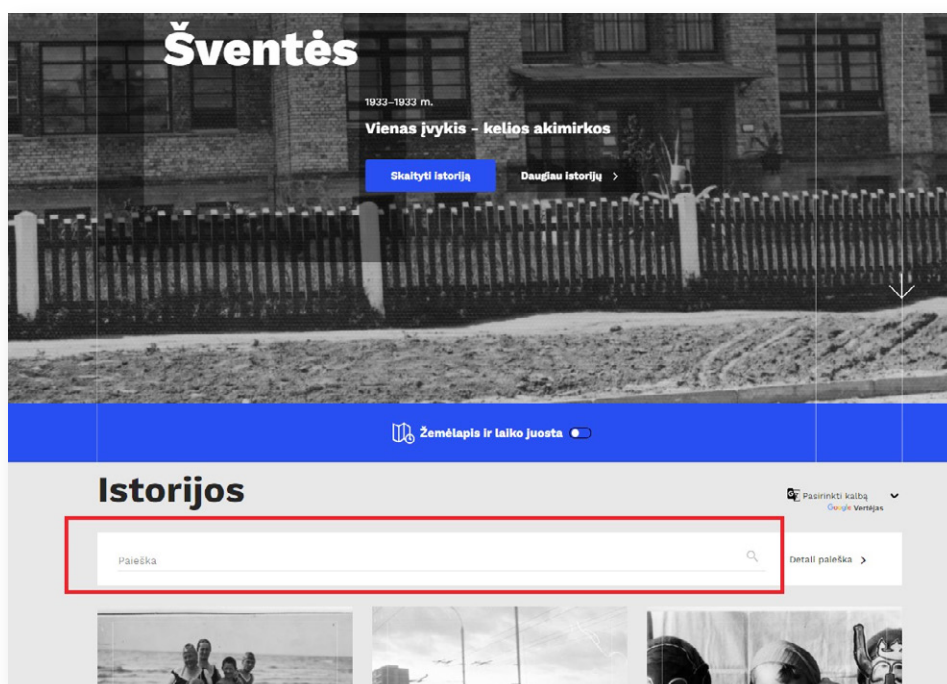 Šventės
1933–1933 m.
Vienas įvykis – kelios akimirkos
Skaityti istoriją
Daugiau istorijų
Žemėlapis ir laiko juosta
Istorijos
Pasirinkti kalbą
Google Vertėjas
Paieška
Detali paieška